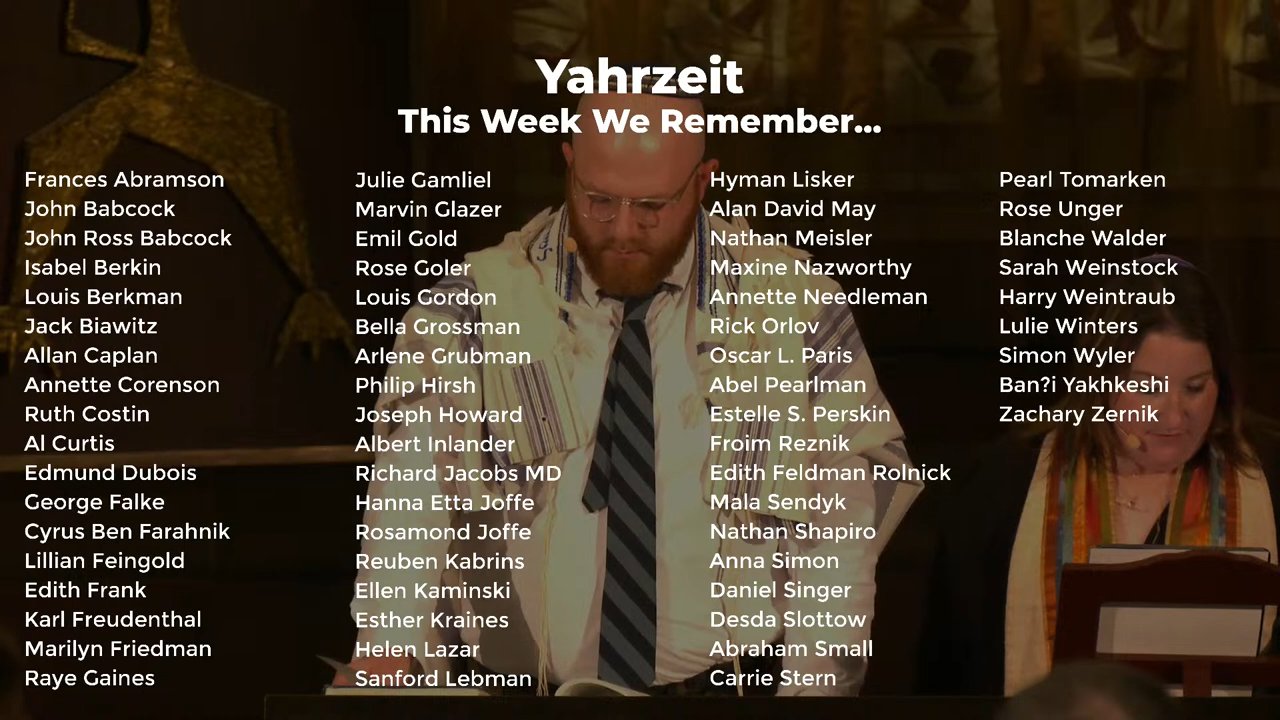 Yahrzeit
This Week We Remember...
Frances Abramson
John Babcock
John Ross Babcock
Isabel Berkin
Louis Berkman
Jack Biawitz
Allan Caplan
Annette Corenson
Ruth Costin
Al Curtis
Edmund Dubois
George Falke
Cyrus Ben Farahnik
Lillian Feingold
Edith Frank
Karl Freudenthal
Marilyn Friedman
Raye Gaines
Julie Gamliel
Marvin Glazer
Emil Gold
Rose Goler
Louis Gordon
Bella Grossman
Arlene Grubman
Philip Hirsh
Joseph Howard
Albert Inlander
Richard Jacobs MD
Hanna Etta Joffe
Rosamond Joffe
Reuben Kabrins
Ellen Kaminski
Esther Kraines
Helen Lazar
Sanford Lebman
Hyman Lisker
Alan David May
Nathan Meisler
Maxine Nazworthy
Annette Needleman
Rick Orlov
Oscar L. Paris
Abel Pearlman
Estelle S. Perskin
Froim Reznik
Edith Feldman Rolnick
Mala Sendyk
Nathan Shapiro
Anna Simon
Daniel Singer
Desda Slottow
Abraham Small
Carrie Stern
Pearl Tomarken
Rose Unger
Blanche Walder
Sarah Weinstock
Harry Weintraub
Lulie Winters
Simon Wyler
Ban?i Yakhkeshi
Zachary Zernik